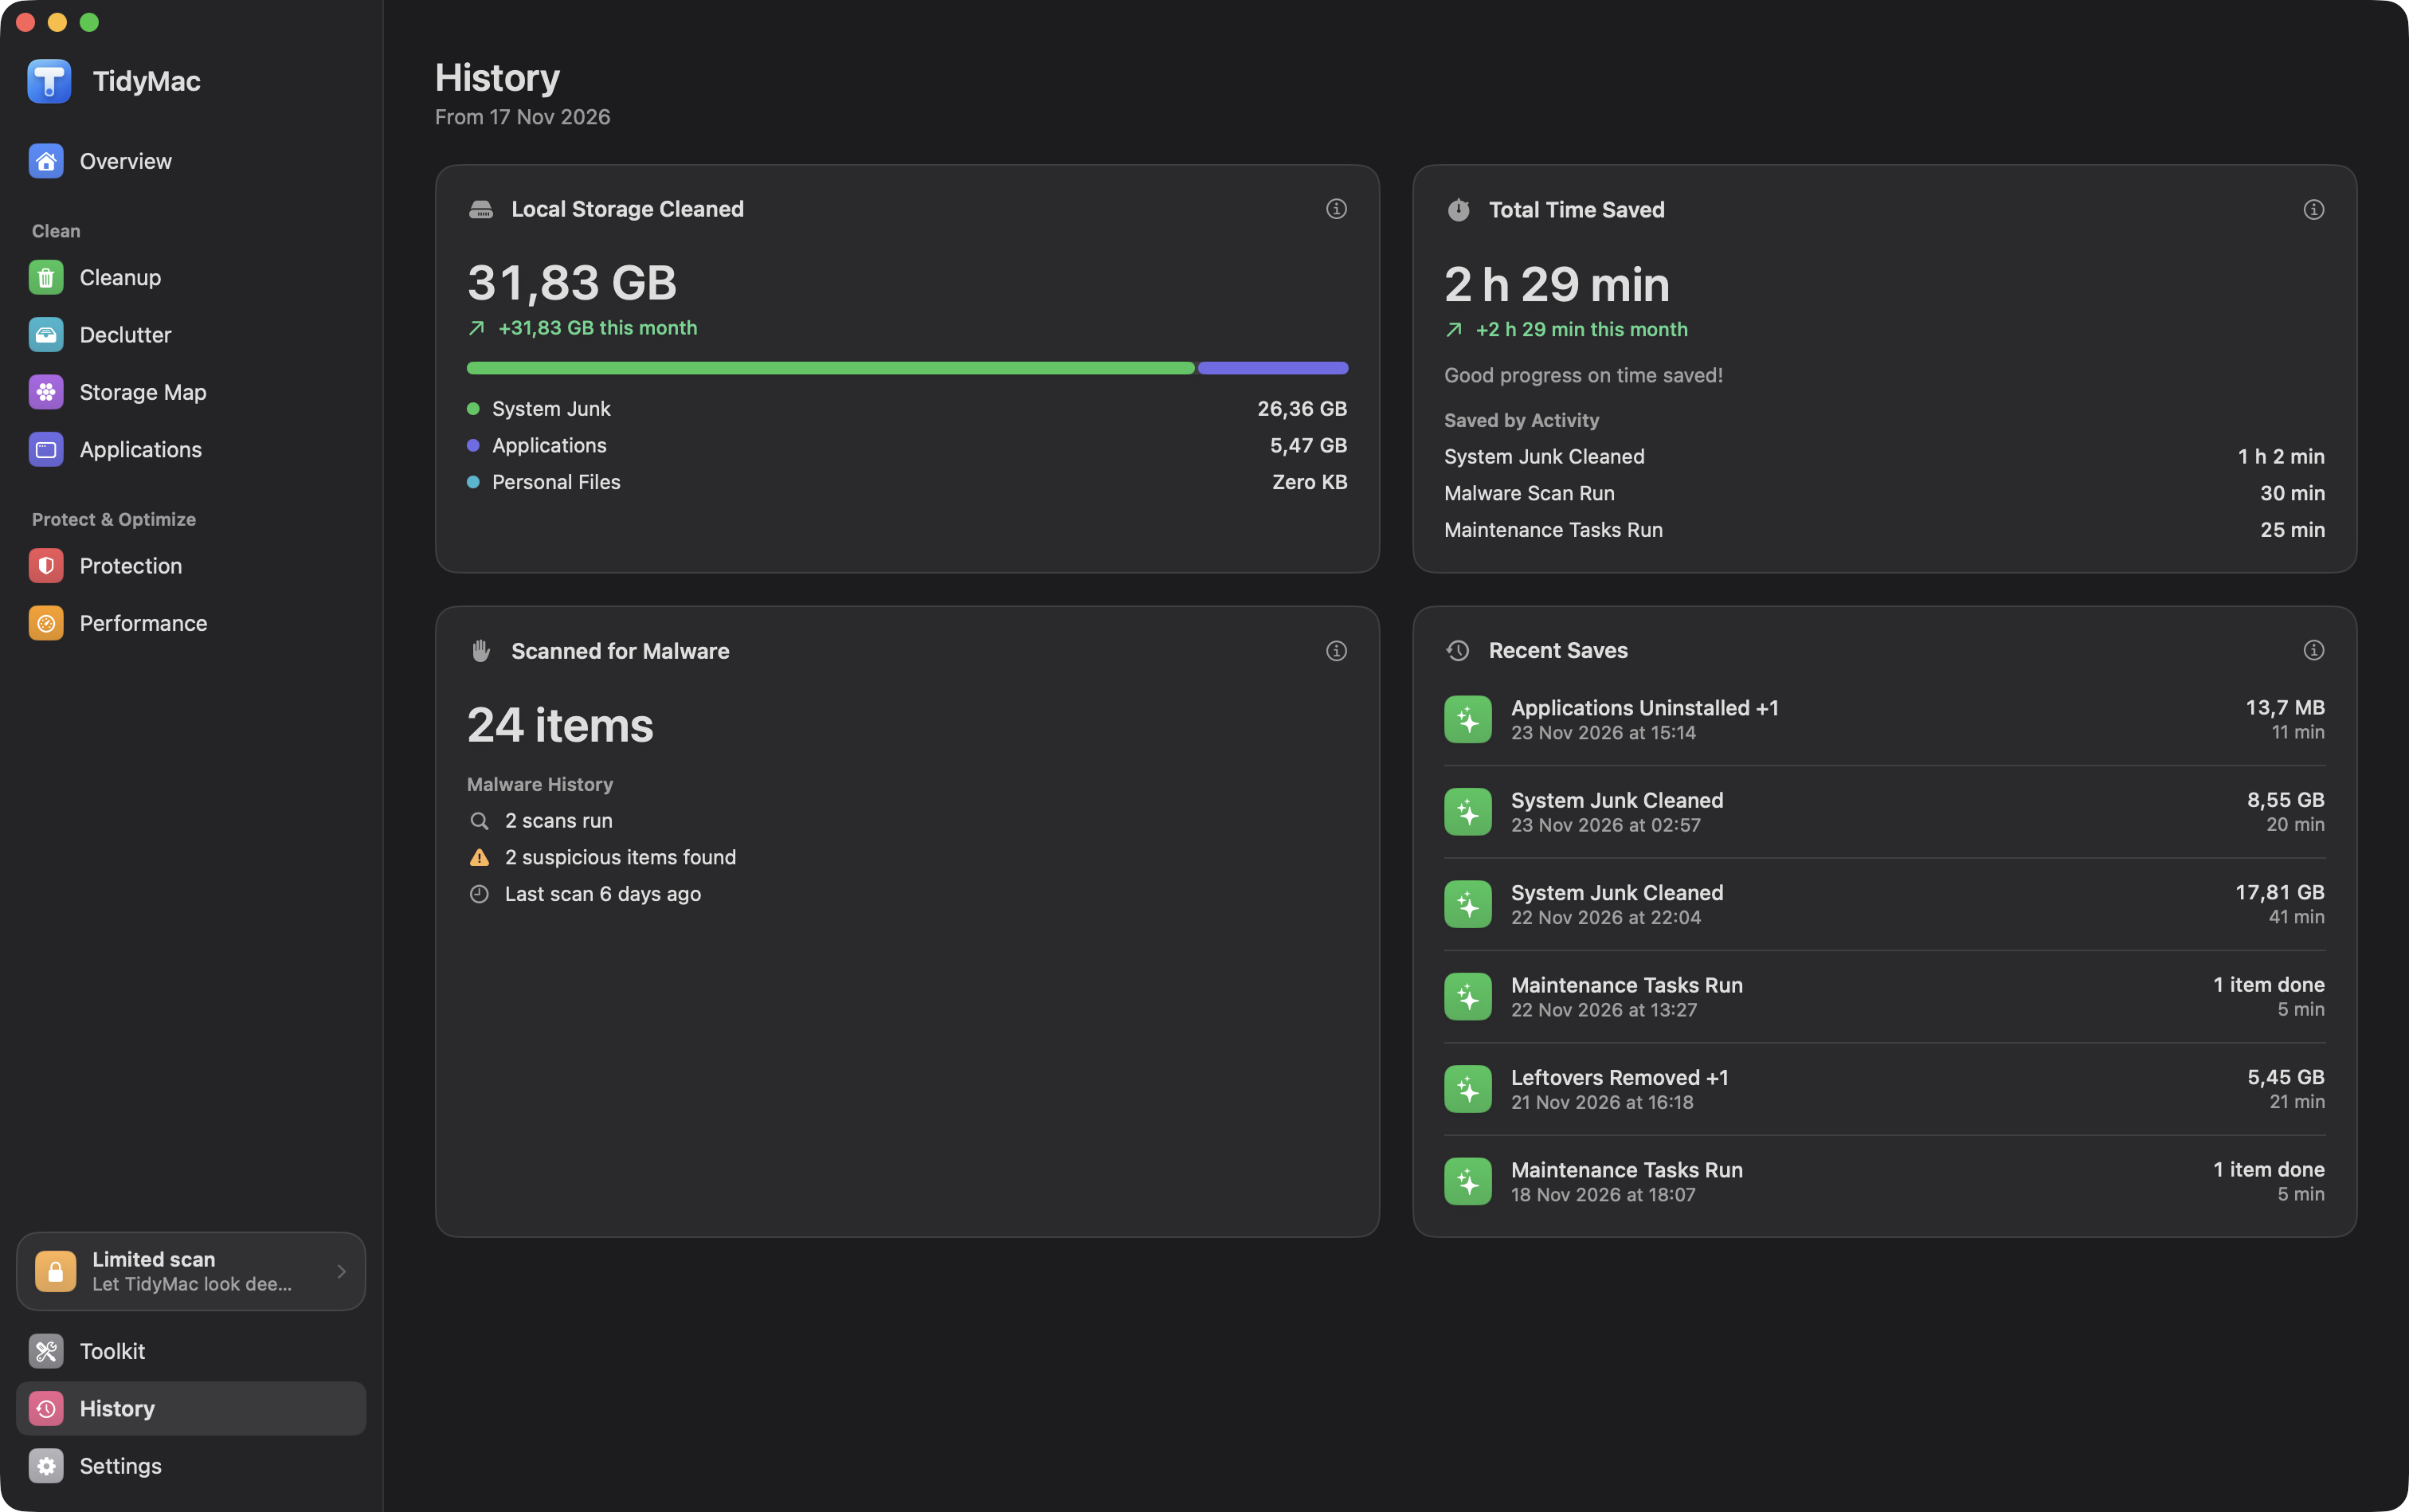 TidyMac
Overview
Clean
Cleanup
Declutter
Storage Map
Applications
Protect & Optimize
Protection
Performance
Limited scan
Let TidyMac look dee...
Toolkit
History
Settings
History
From 17 Nov 2026
Local Storage Cleaned
31,83 GB
+31,83 GB this month
System Junk 26,36 GB
Applications 5,47 GB
Personal Files Zero KB
Total Time Saved
2 h 29 min
+2 h 29 min this month
Good progress on time saved!
Saved by Activity
System Junk Cleaned 1 h 2 min
Malware Scan Run 30 min
Maintenance Tasks Run 25 min
Scanned for Malware
24 items
Malware History
2 scans run
2 suspicious items found
Last scan 6 days ago
Recent Saves
Applications Uninstalled +1 13,7 MB
23 Nov 2026 at 15:14 11 min
System Junk Cleaned 8,55 GB
23 Nov 2026 at 02:57 20 min
System Junk Cleaned 17,81 GB
22 Nov 2026 at 22:04 41 min
Maintenance Tasks Run 1 item done
22 Nov 2026 at 13:27 5 min
Leftovers Removed +1 5,45 GB
21 Nov 2026 at 16:18 21 min
Maintenance Tasks Run 1 item done
18 Nov 2026 at 18:07 5 min